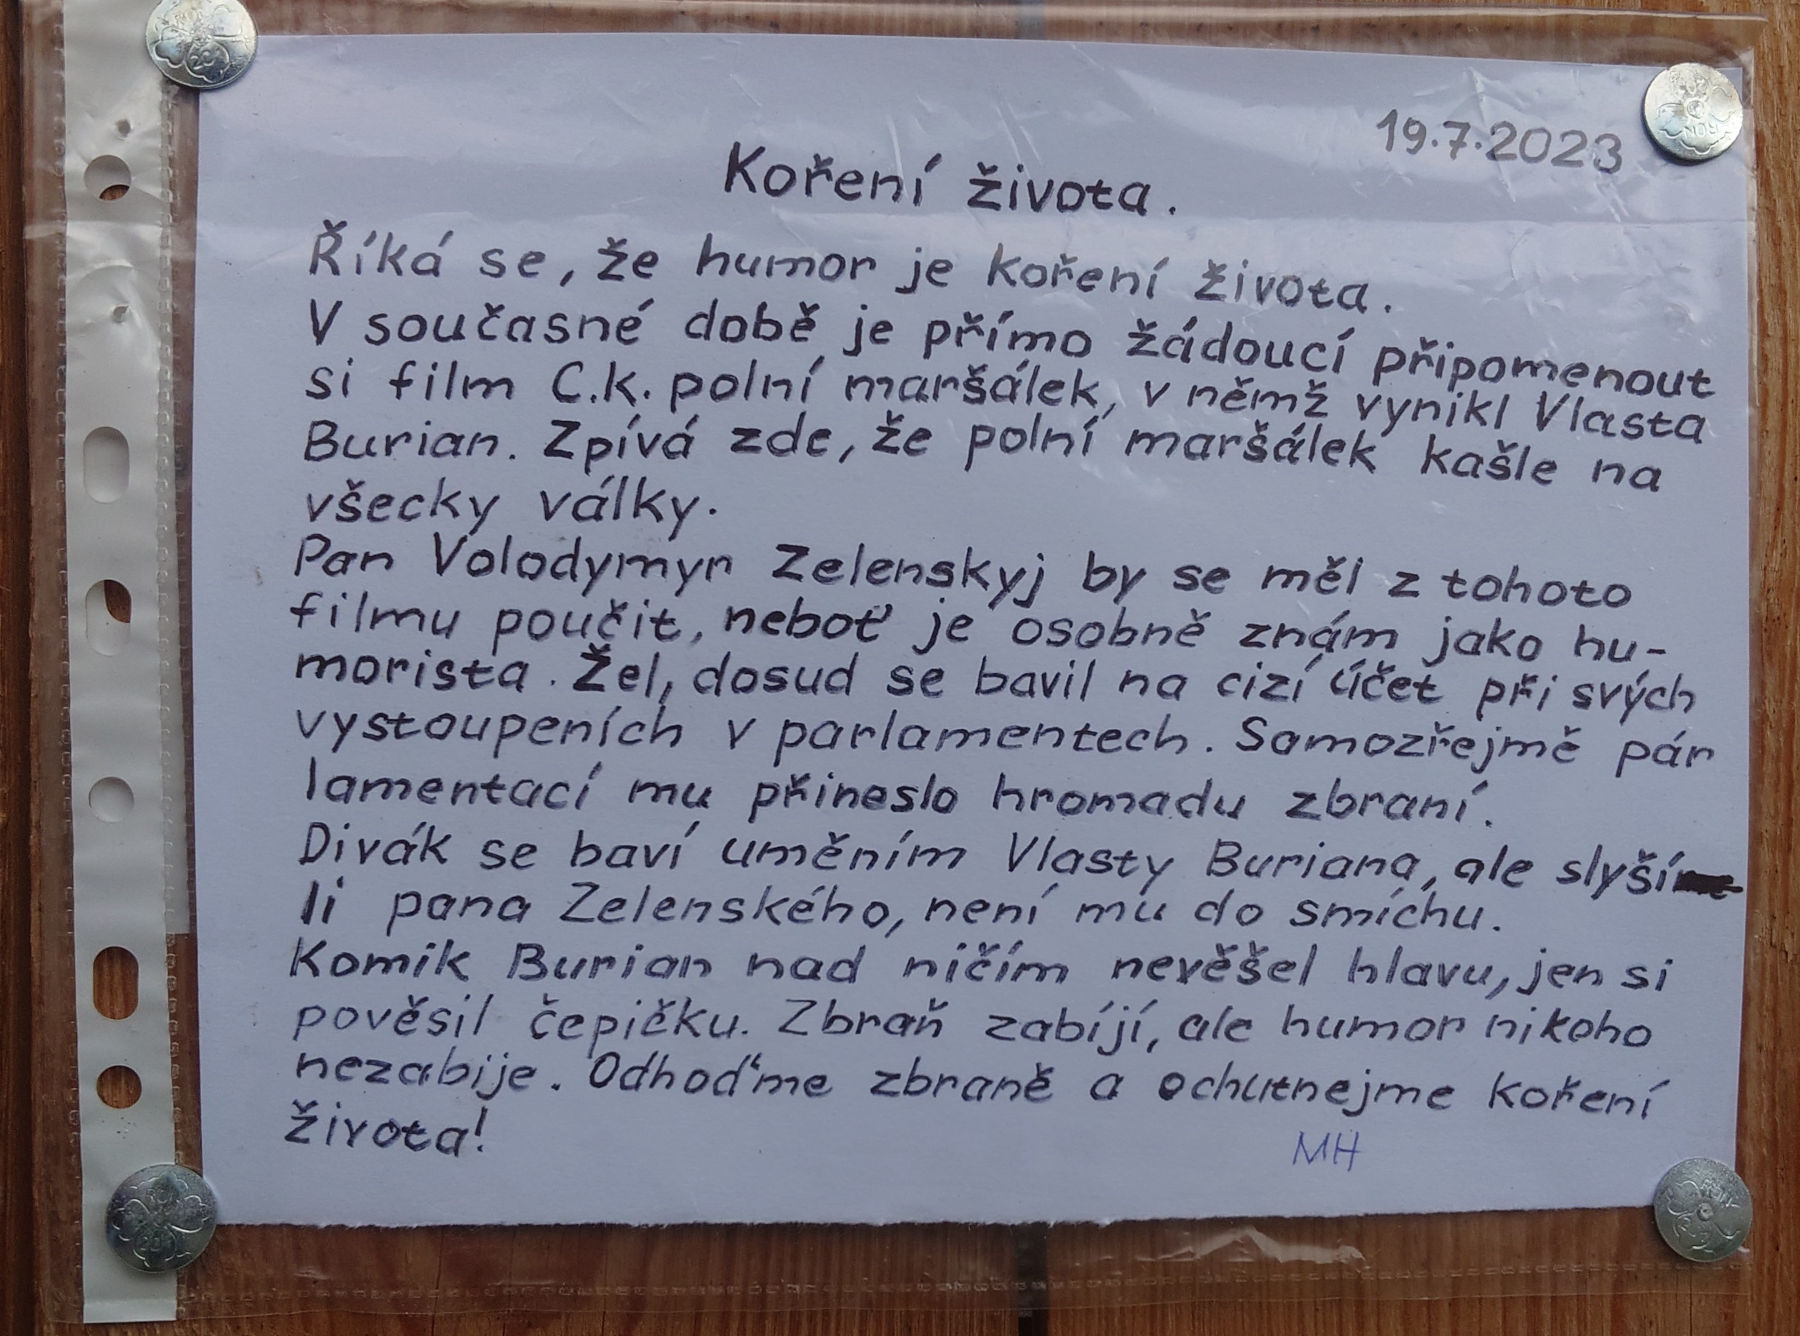 19.7.2023
Koření života.
Říká se, že humor je koření života.
V současné době je přímo žádoucí připomenout
si film C.k. polní maršálek, v němž vynikl Vlasta
Burian. Zpívá zde, že polní maršálek kašle na
všecky války.
Pan Volodymyr Zelenskyj by se měl z tohoto
filmu poučit, neboť je osobně znám jako hu-
morista. Žel, dosud se bavil na cizí účet při svých
vystoupeních v parlamentech. Samozřejmě pár
lamentací mu přineslo hromadu zbraní.
Divák se baví uměním Vlasty Buriana, ale slyší
li pana Zelenského, není mu do smíchu.
Komik Burian nad ničím nevěšel hlavu, jen si
pověsil čepičku. Zbraň zabíjí, ale humor nikoho
nezabije. Odhoďme zbraně a ochutnejme koření
života!
MH